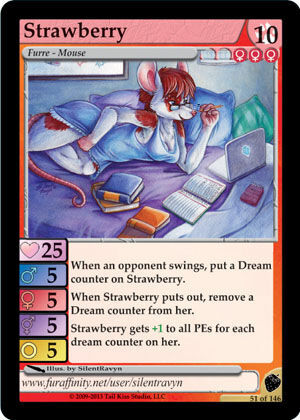 Strawberry
10
Furre - Mouse
25
5
When an opponent swings, put a Dream
counter on Strawberry.
5
When Strawberry puts out, remove a
Dream counter from her.
5
Strawberry gets +1 to all PEs for each
dream counter on her.
5
Illus. by SilentRavyn
www.furaffinity.net/user/silentravyn
51 of 146
© 2009-2013 Tail Kiss Studio, LLC